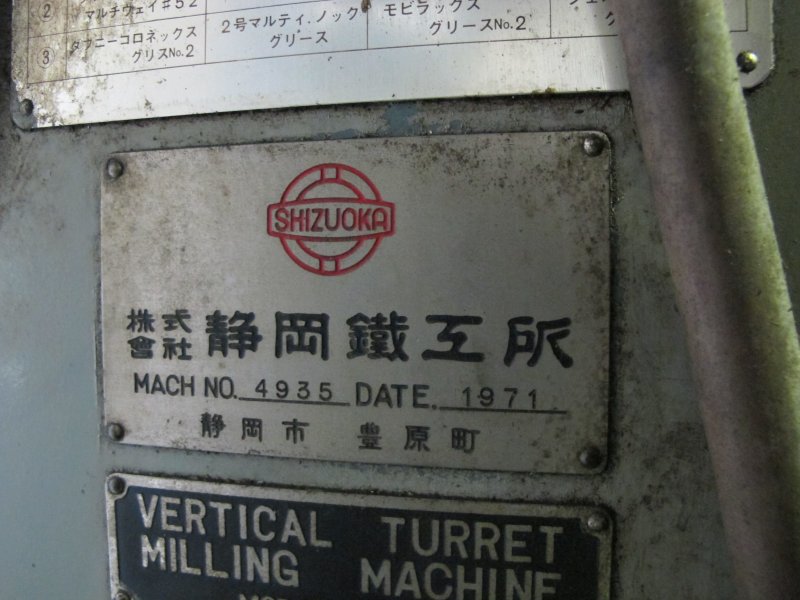 ② マルチウェイ#52
③ タフニーコロネックス グリスNo.2 2号マルティ.ノック グリース モビラックス グリースNo.2
SHIZUOKA
株式會社 静岡鐵工所
MACH NO. 4935 DATE. 1971
静岡市 豊原町
VERTICAL TURRET
MILLING MACHINE